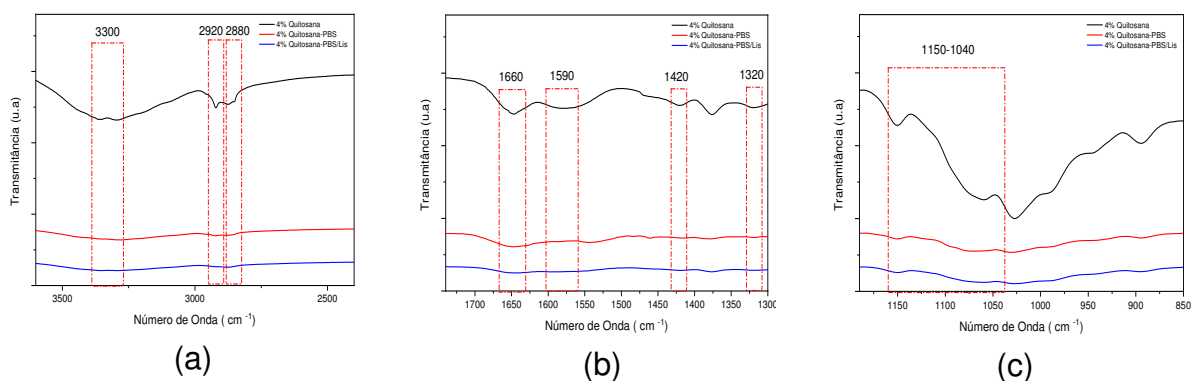 3300
2920 2880
4% Quitosana
4% Quitosana-PBS
4% Quitosana-PBS/Lis
Transmitância (u.a)
3500
3000
2500
Número de Onda ( cm -1)
(a)
1660
1590
1420
1320
4% Quitosana
4% Quitosana-PBS
4% Quitosana-PBS/Lis
Transmitância (u.a)
1700
1650
1600
1550
1500
1450
1400
1350
1300
Número de Onda ( cm -1)
(b)
1150-1040
4% Quitosana
4% Quitosana-PBS
4% Quitosana-PBS/Lis
Transmitância (u.a)
1150
1100
1050
1000
950
900
850
Número de Onda ( cm -1)
(c)